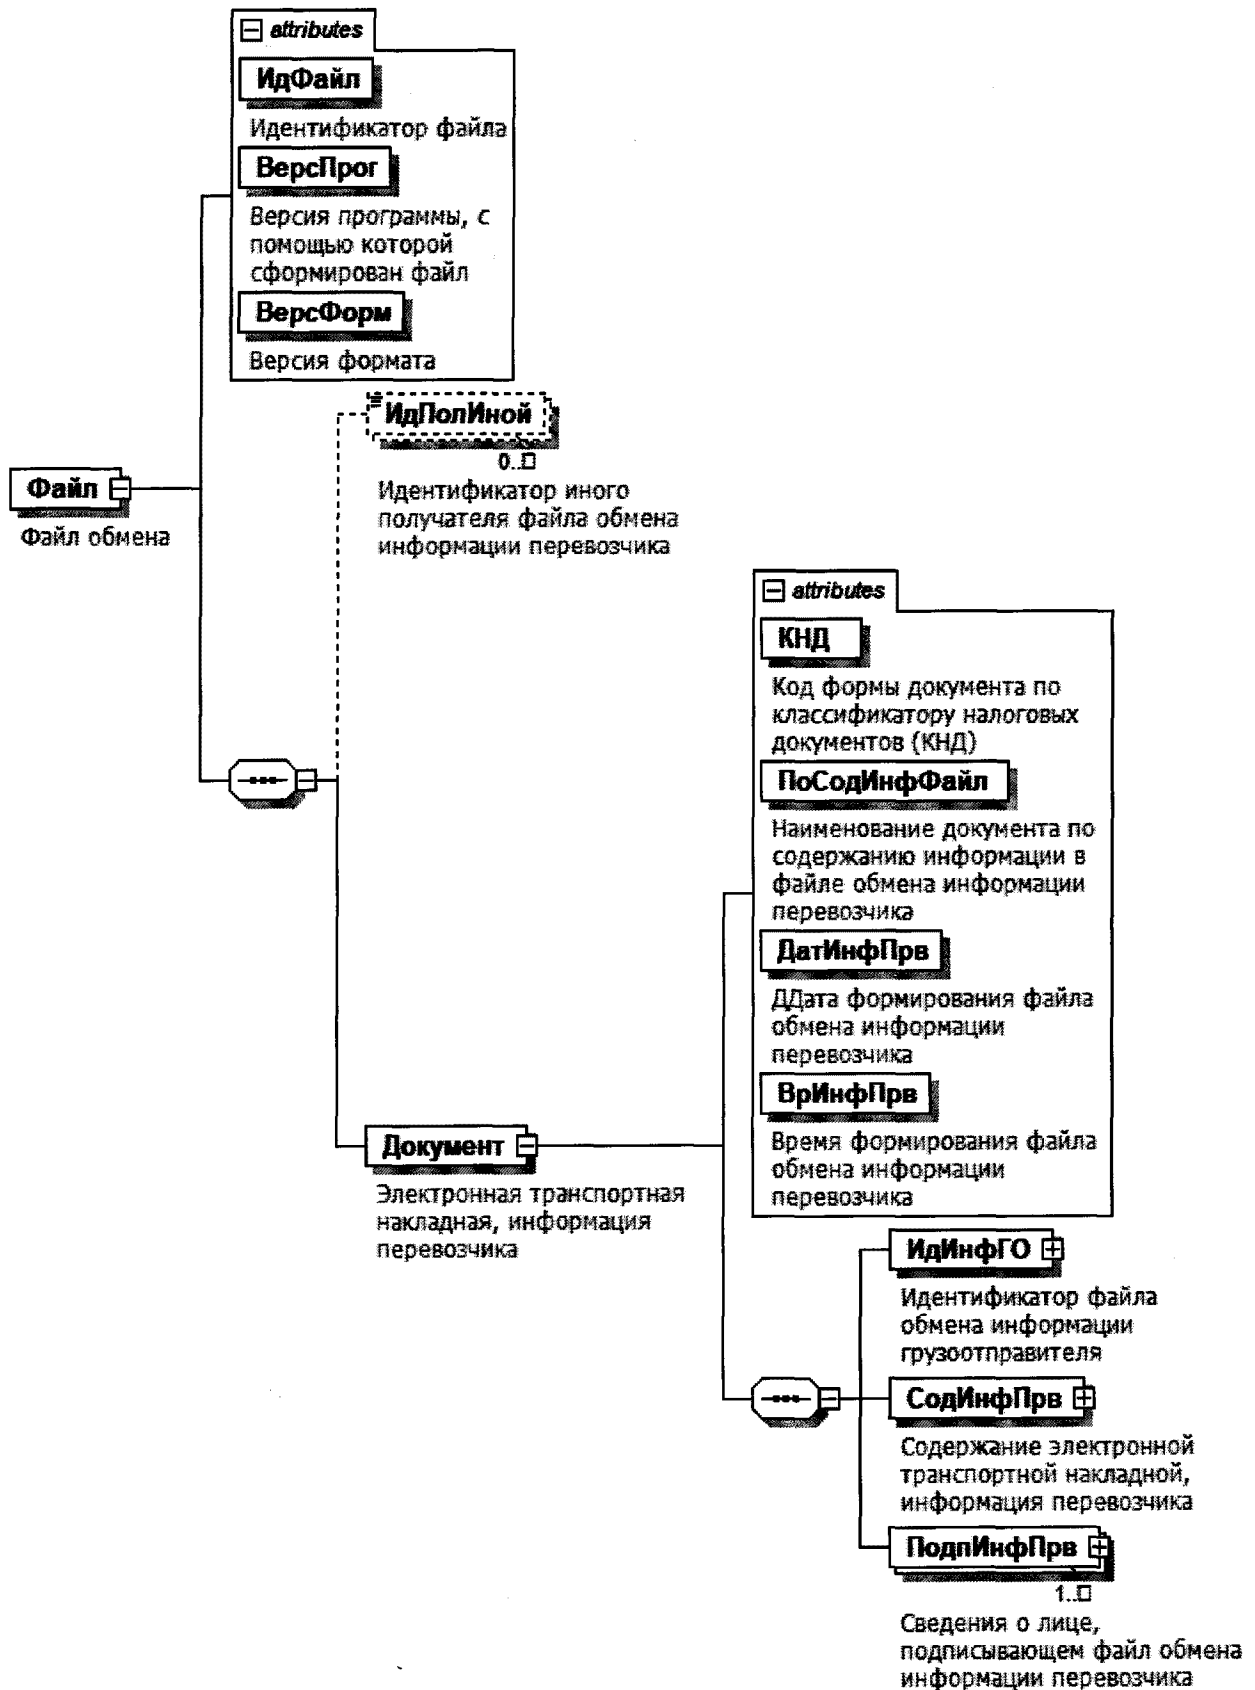 attributes
ИдФайл
Идентификатор файла
ВерсПрог
Версия программы, с
помощью которой
сформирован файл
ВерсФорм
Версия формата
ИдПолИной
0..□
Идентификатор иного
получателя файла обмена
информации перевозчика
Файл
Файл обмена
attributes
КНД
Код формы документа по
классификатору налоговых
документов (КНД)
ПоСодИнфФайл
Наименование документа по
содержанию информации в
файле обмена информации
перевозчика
ДатИнфПрв
ДДата формирования файла
обмена информации
перевозчика
ВрИнфПрв
Время формирования файла
обмена информации
перевозчика
Документ
Электронная транспортная
накладная, информация
перевозчика
ИдИнфГО
Идентификатор файла
обмена информации
грузоотправителя
СодИнфПрв
Содержание электронной
транспортной накладной,
информация перевозчика
ПодпИнфПрв
1..□
Сведения о лице,
подписывающем файл обмена
информации перевозчика